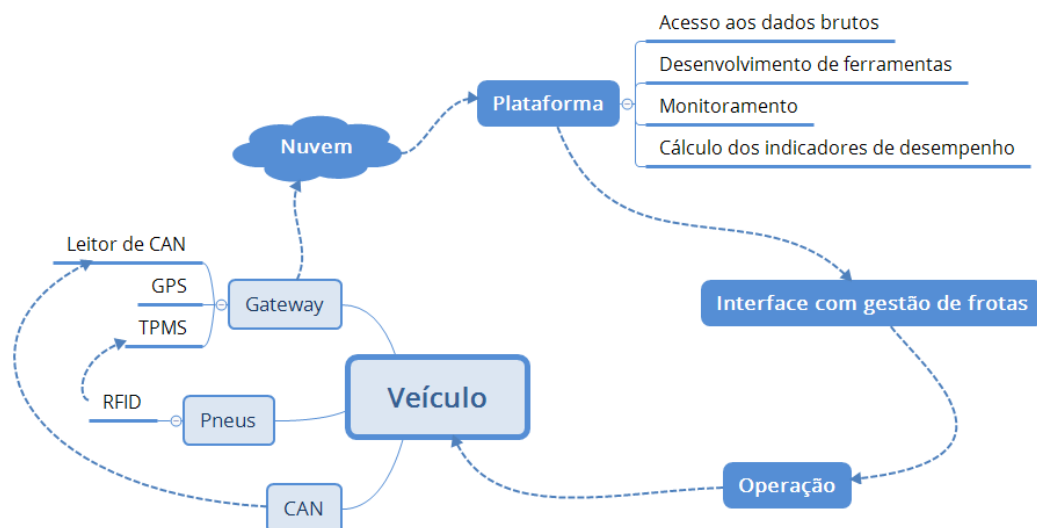 Acesso aos dados brutos
Desenvolvimento de ferramentas
Plataforma
Monitoramento
Cálculo dos indicadores de desempenho
Nuvem
Leitor de CAN
GPS
Gateway
TPMS
Interface com gestão de frotas
Veículo
RFID
Pneus
Operação
CAN